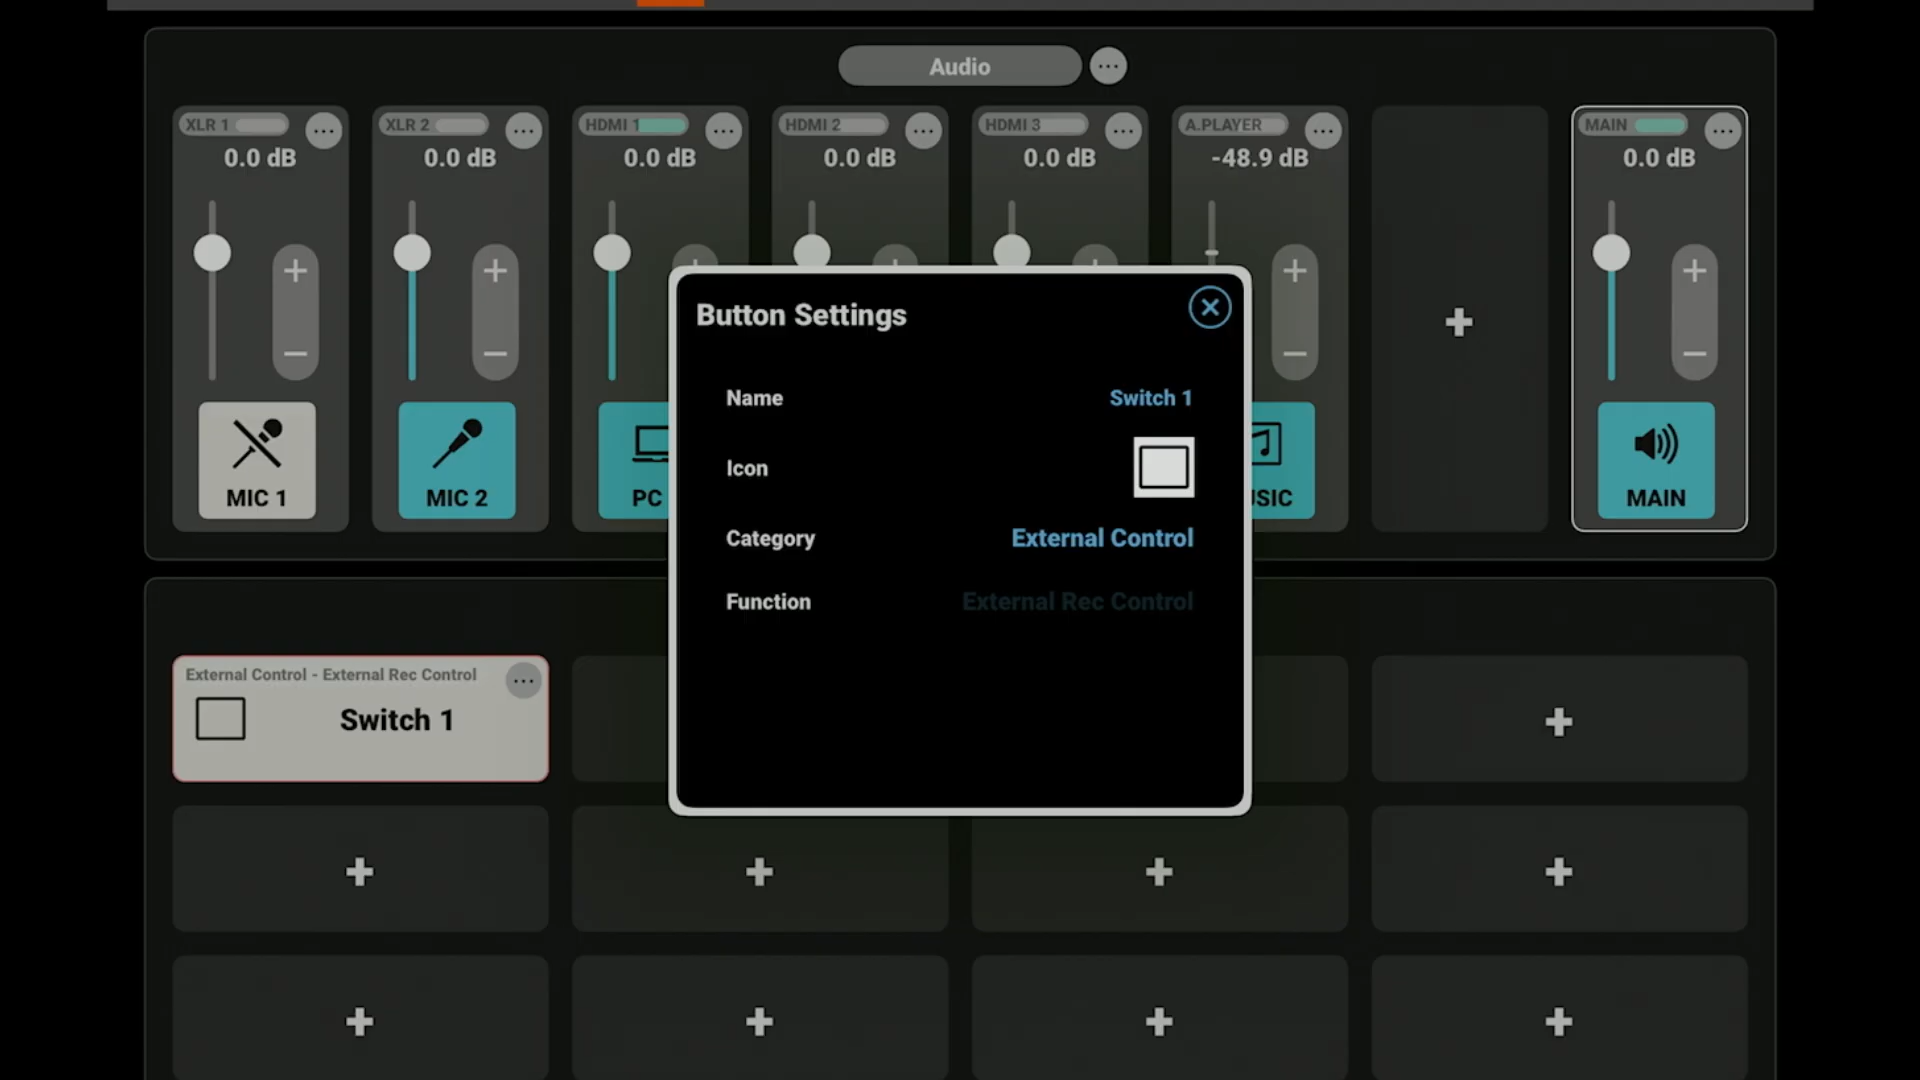 Audio
XLR 1
XLR 2
HDMI 1
HDMI 2
HDMI 3
A.PLAYER
MAIN
0.0 dB
0.0 dB
0.0 dB
0.0 dB
0.0 dB
-48.9 dB
0.0 dB
Button Settings
Name
Switch 1
Icon
Category
External Control
Function
External Rec Control
MIC 1
MIC 2
PC
SIC
MAIN
External Control - External Rec Control
Switch 1